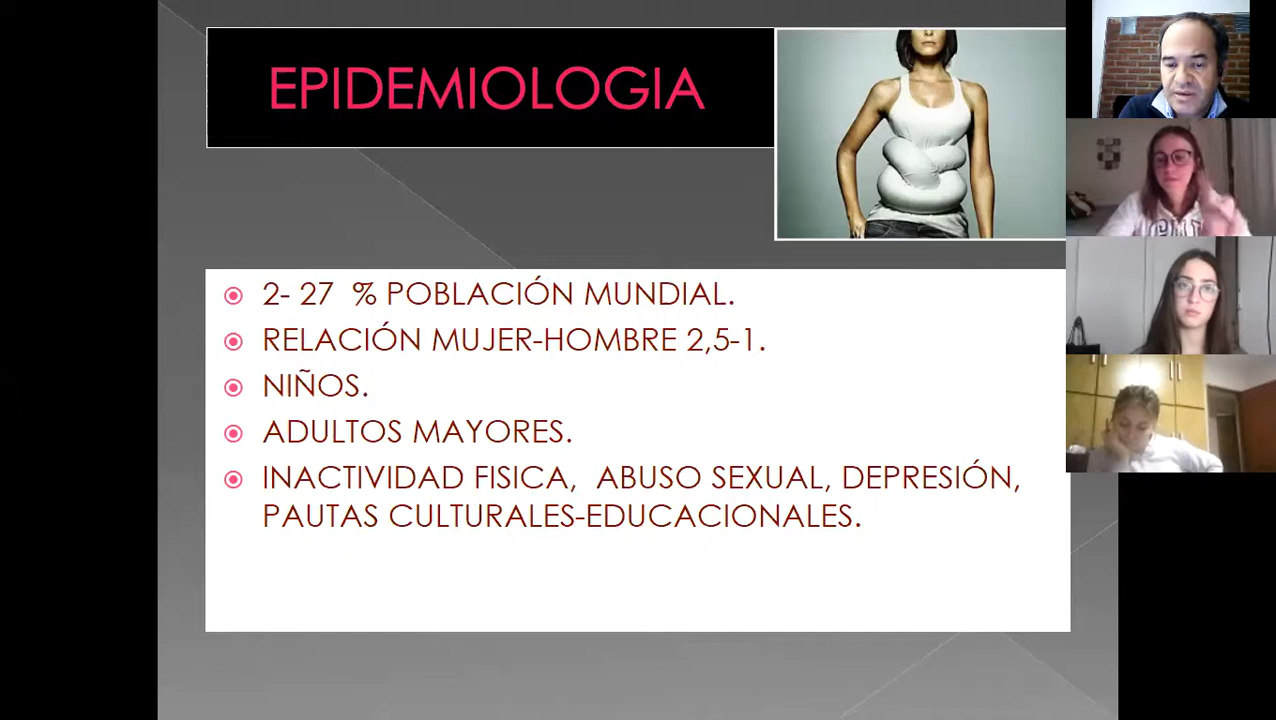 EPIDEMIOLOGIA
2- 27 % POBLACIÓN MUNDIAL.
RELACIÓN MUJER-HOMBRE 2,5-1.
NIÑOS.
ADULTOS MAYORES.
INACTIVIDAD FISICA, ABUSO SEXUAL, DEPRESIÓN,
PAUTAS CULTURALES-EDUCACIONALES.